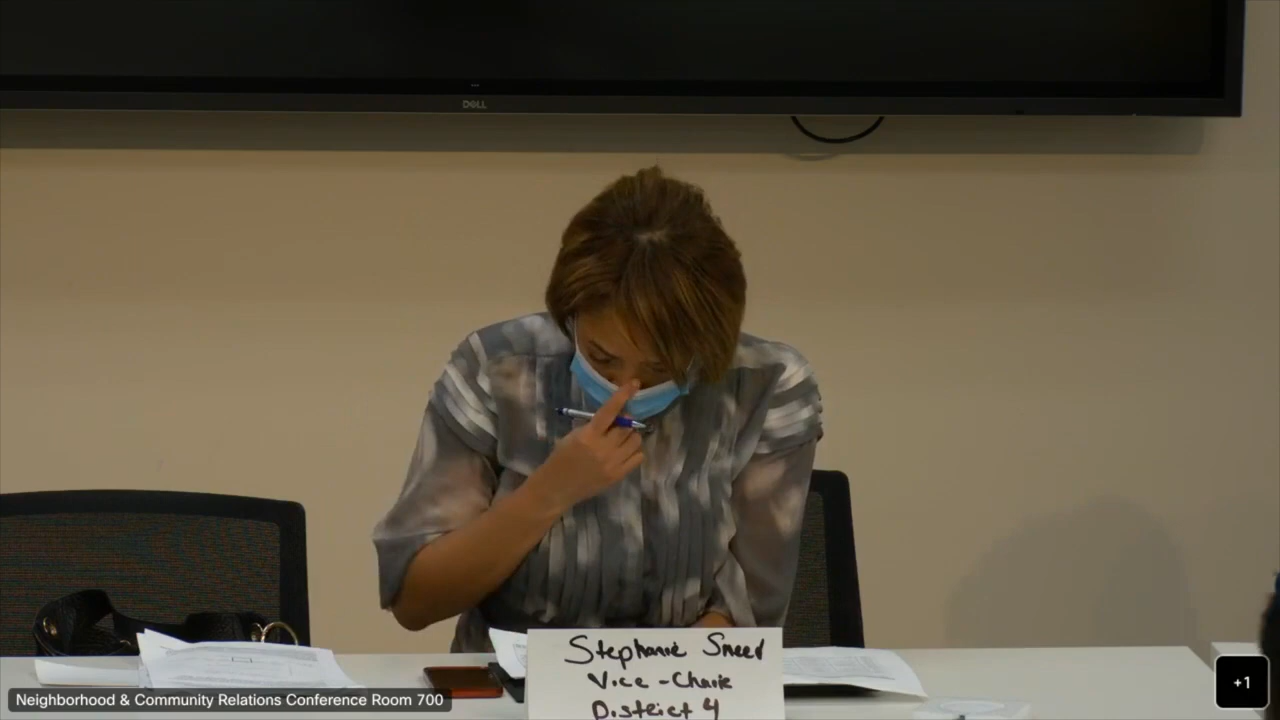 DELL
Stephanie Sneed
Vice-Chair
District 4
Neighborhood & Community Relations Conference Room 700
+1